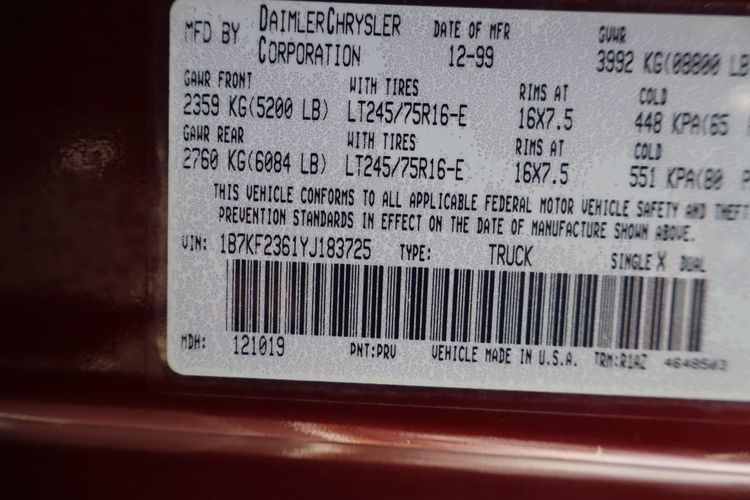 MFD BY DAIMLERCHRYSLER CORPORATION
DATE OF MFR 12-99
GVWR 3992 KG(08800 LB
GAWR FRONT WITH TIRES RIMS AT COLD
2359 KG(5200 LB) LT245/75R16-E 16X7.5 448 KPA(65
GAWR REAR WITH TIRES RIMS AT COLD
2760 KG(6084 LB) LT245/75R16-E 16X7.5 551 KPA(80 P
THIS VEHICLE CONFORMS TO ALL APPLICABLE FEDERAL MOTOR VEHICLE SAFETY AND THEFT
PREVENTION STANDARDS IN EFFECT ON THE DATE OF MANUFACTURE SHOWN ABOVE.
VIN: 1B7KF2361YJ183725 TYPE: TRUCK SINGLE X DUAL
MDH: 121019 PNT:PRV VEHICLE MADE IN U.S.A. TRM:R1AZ 4648503